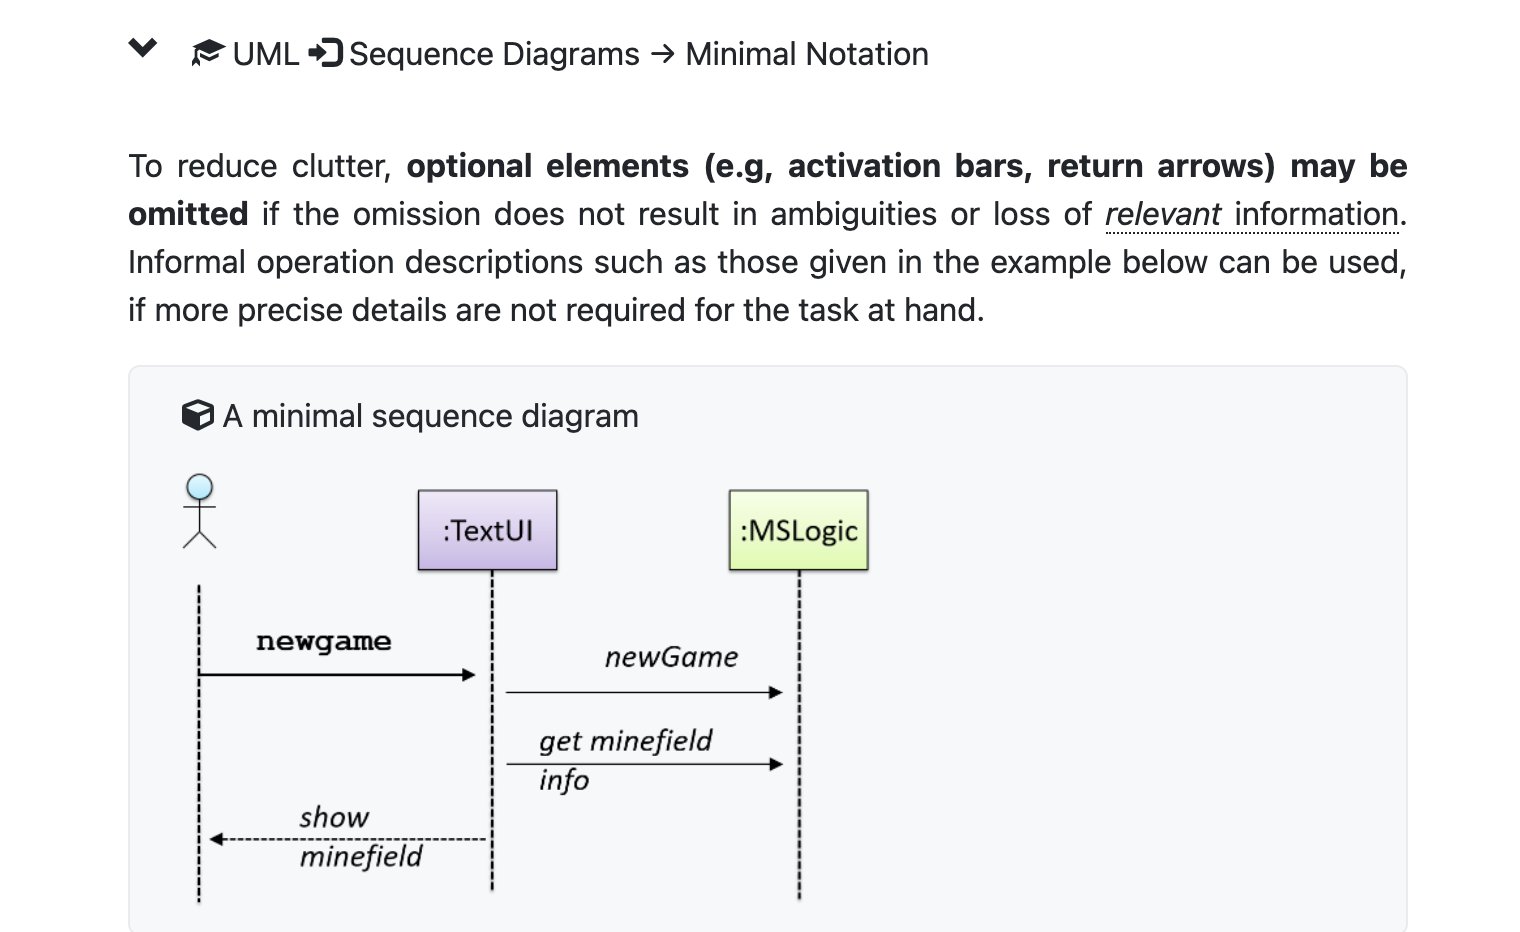 UML Sequence Diagrams → Minimal Notation
To reduce clutter, optional elements (e.g, activation bars, return arrows) may be
omitted if the omission does not result in ambiguities or loss of relevant information.
Informal operation descriptions such as those given in the example below can be used,
if more precise details are not required for the task at hand.
A minimal sequence diagram
:TextUI
:MSLogic
newgame
newGame
get minefield
info
show
minefield